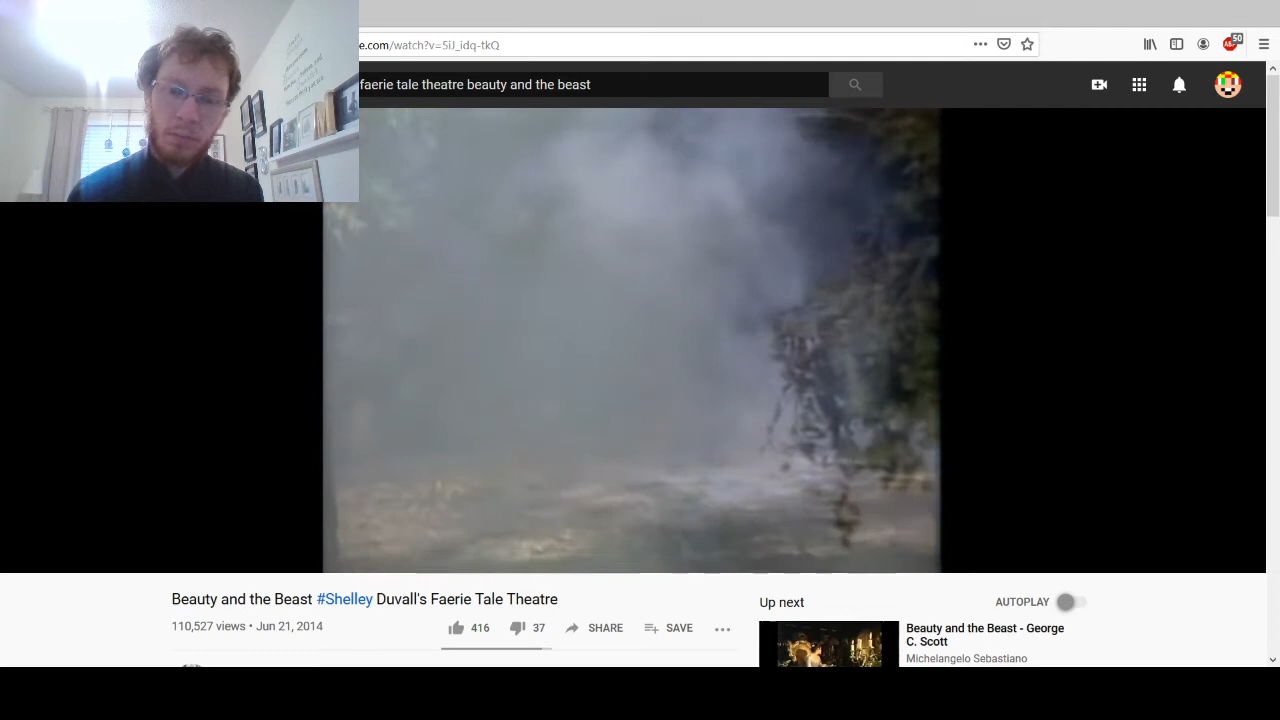 e.com/watch?v=5iJ_idq-tkQ
50
faerie tale theatre beauty and the beast
Beauty and the Beast #Shelley Duvall's Faerie Tale Theatre
110,527 views • Jun 21, 2014
416
37
SHARE
SAVE
Up next
AUTOPLAY
Beauty and the Beast - George
C. Scott
Michelangelo Sebastiano